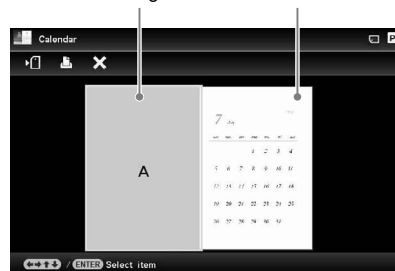 Calendar
P
A
7
1 2 3 4
5 6 7 8 9 10 11
12 13 14 15 16 17 18
19 20 21 22 23 24 25
26 27 28 29 30 31
/ ENTER Select item